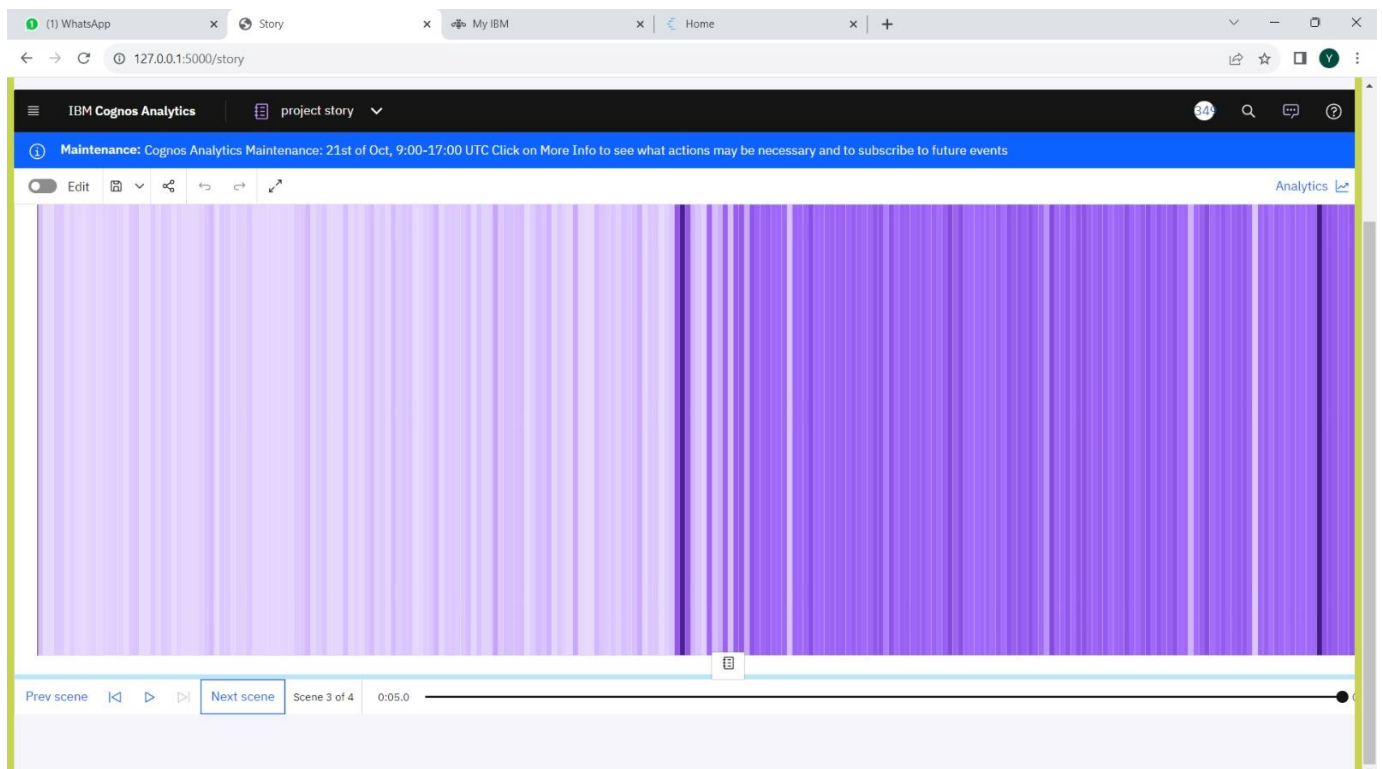 1 (1) WhatsApp Story My IBM Home
127.0.0.1:5000/story Y
IBM Cognos Analytics project story 349
Maintenance: Cognos Analytics Maintenance: 21st of Oct, 9:00-17:00 UTC Click on More Info to see what actions may be necessary and to subscribe to future events
Edit Analytics
Prev scene Next scene Scene 3 of 4 0:05.0